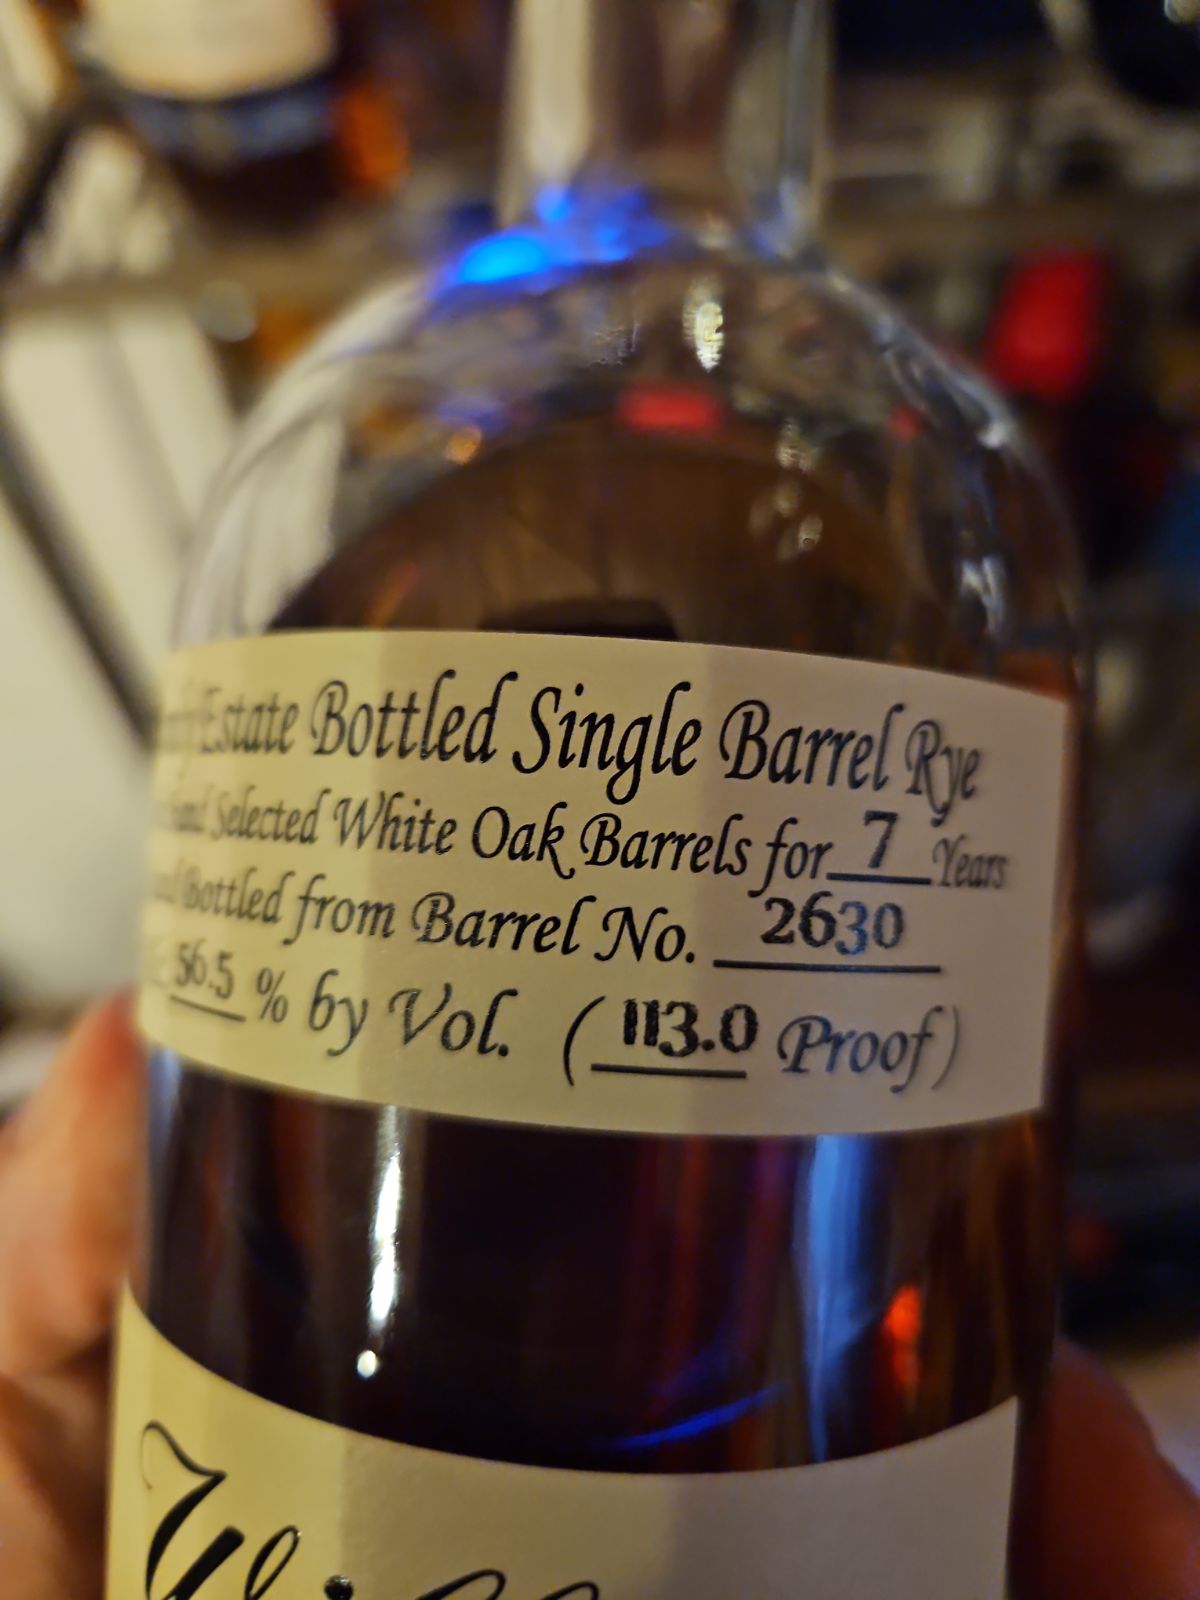 Estate Bottled Single Barrel Rye
Selected White Oak Barrels for 7 Years
Bottled from Barrel No. 2630
56.5 % by Vol. (113.0 Proof)